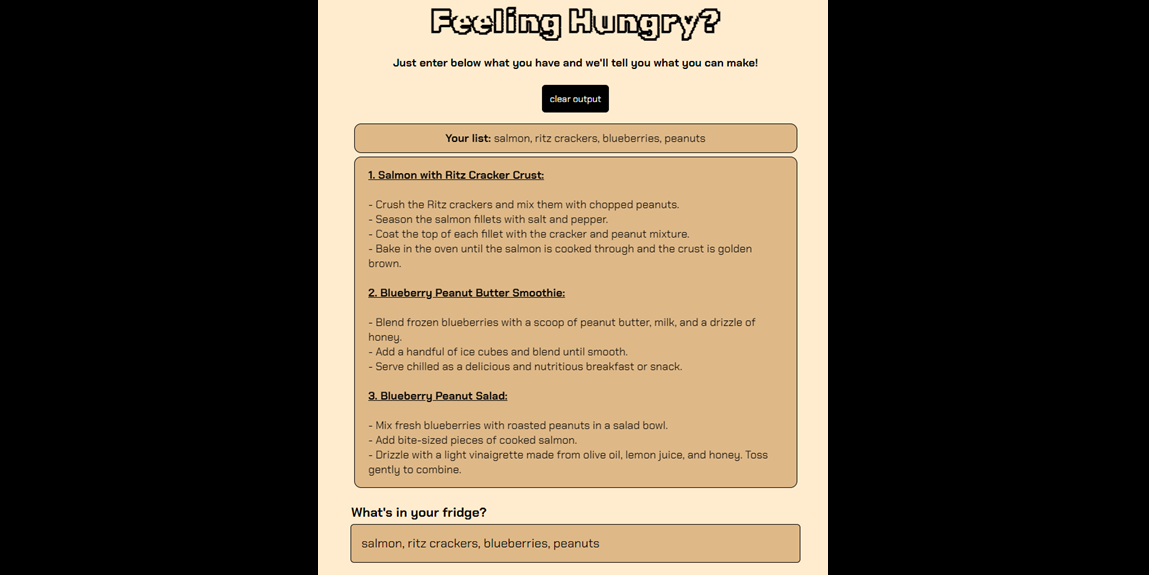 Feeling Hungry?
Just enter below what you have and we'll tell you what you can make!
clear output
Your list: salmon, ritz crackers, blueberries, peanuts
1. Salmon with Ritz Cracker Crust:
- Crush the Ritz crackers and mix them with chopped peanuts.
- Season the salmon fillets with salt and pepper.
- Coat the top of each fillet with the cracker and peanut mixture.
- Bake in the oven until the salmon is cooked through and the crust is golden
brown.
2. Blueberry Peanut Butter Smoothie:
- Blend frozen blueberries with a scoop of peanut butter, milk, and a drizzle of
honey.
- Add a handful of ice cubes and blend until smooth.
- Serve chilled as a delicious and nutritious breakfast or snack.
3. Blueberry Peanut Salad:
- Mix fresh blueberries with roasted peanuts in a salad bowl.
- Add bite-sized pieces of cooked salmon.
- Drizzle with a light vinaigrette made from olive oil, lemon juice, and honey. Toss
gently to combine.
What's in your fridge?
salmon, ritz crackers, blueberries, peanuts